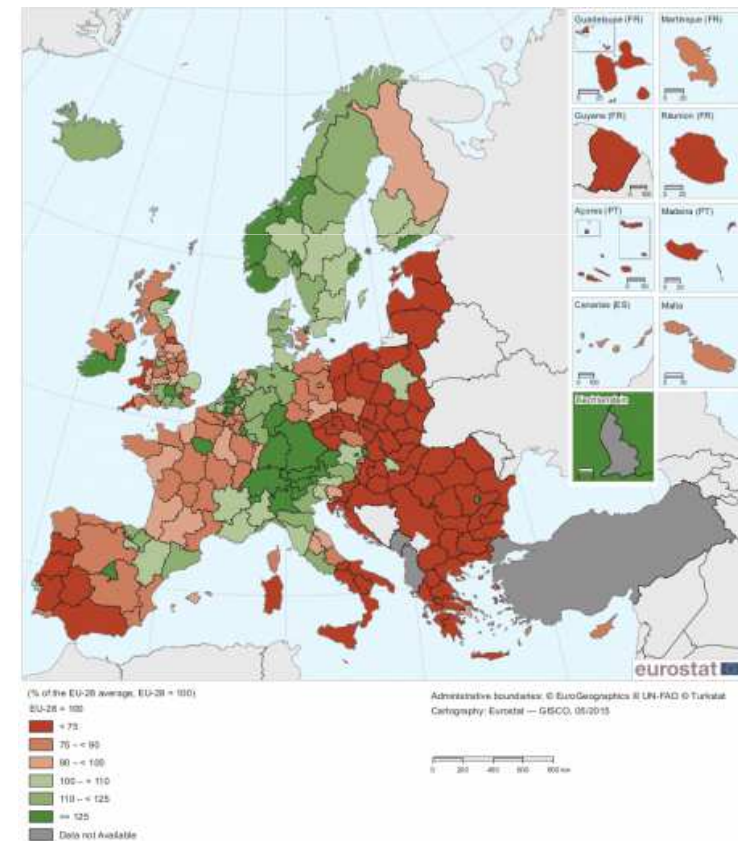 Guadeloupe (FR)
Martinique (FR)
Guyane (FR)
Réunion (FR)
Açores (PT)
Madeira (PT)
Canarias (ES)
Malta
Liechtenstein
eurostat
(% of the EU-28 average, EU-28 = 100)
EU-28 = 100
< 75
75 – < 90
90 – < 100
100 – < 110
110 – < 125
>= 125
Data not Available
Administrative boundaries: © EuroGeographics © UN-FAO © Turkstat
Cartography: Eurostat — GISCO, 05/2015
0 200 400 600 800 km